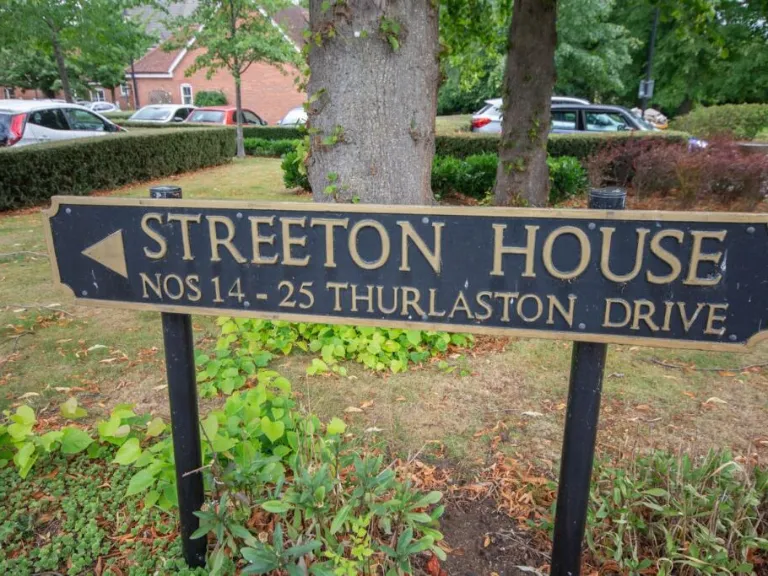 STREETON HOUSE
NOS 14 - 25 THURLASTON DRIVE